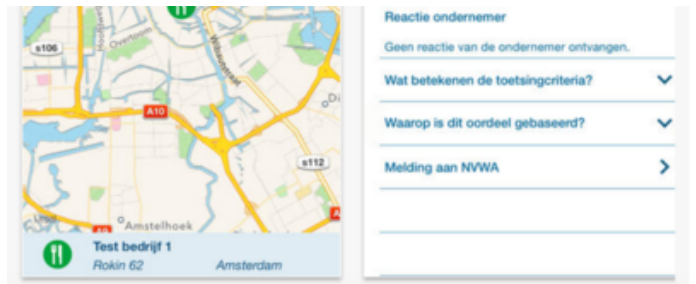 s106
Overtoom
Wibautstraat
A10
s112
Amstelhoek
Test bedrijf 1
Rokin 62 Amsterdam
Reactie ondernemer
Geen reactie van de ondernemer ontvangen.
Wat betekenen de toetsingcriteria?
Waarop is dit oordeel gebaseerd?
Melding aan NVWA